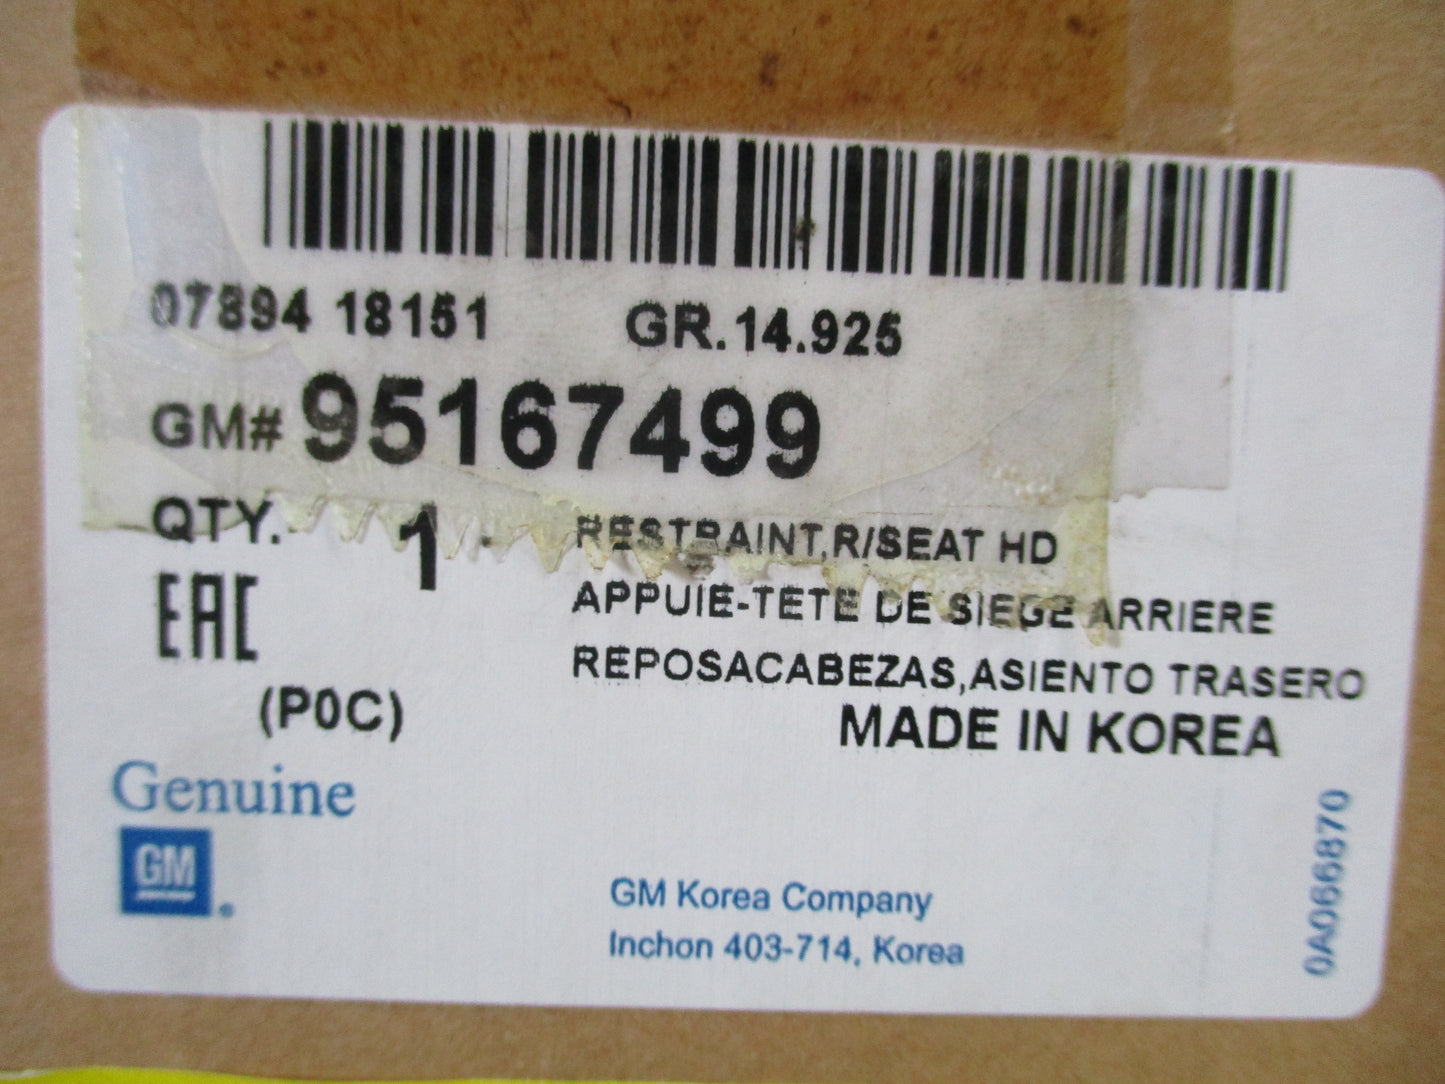 07894 18151 GR.14.925
GM# 95167499
QTY. 1 RESTRAINT,R/SEAT HD
APPUIE-TETE DE SIEGE ARRIERE
EAC
REPOSACABEZAS,ASIENTO TRASERO
(P0C) MADE IN KOREA
Genuine
GM
GM Korea Company
Inchon 403-714, Korea
0A066870